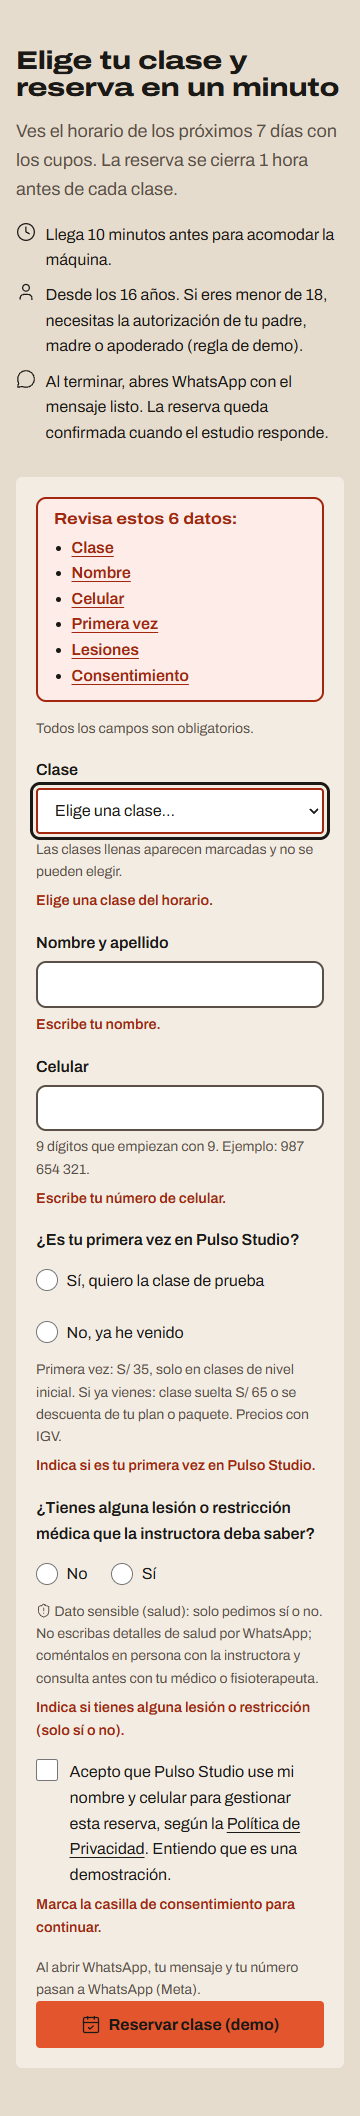 Elige tu clase y
reserva en un minuto
Ves el horario de los próximos 7 días con
los cupos. La reserva se cierra 1 hora
antes de cada clase.
Llega 10 minutos antes para acomodar la
máquina.
Desde los 16 años. Si eres menor de 18,
necesitas la autorización de tu padre,
madre o apoderado (regla de demo).
Al terminar, abres WhatsApp con el
mensaje listo. La reserva queda
confirmada cuando el estudio responde.
Revisa estos 6 datos:
• Clase
• Nombre
• Celular
• Primera vez
• Lesiones
• Consentimiento
Todos los campos son obligatorios.
Clase
Elige una clase...
Las clases llenas aparecen marcadas y no se
pueden elegir.
Elige una clase del horario.
Nombre y apellido
Escribe tu nombre.
Celular
9 dígitos que empiezan con 9. Ejemplo: 987
654 321.
Escribe tu número de celular.
¿Es tu primera vez en Pulso Studio?
Sí, quiero la clase de prueba
No, ya he venido
Primera vez: S/ 35, solo en clases de nivel
inicial. Si ya vienes: clase suelta S/ 65 o se
descuenta de tu plan o paquete. Precios con
IGV.
Indica si es tu primera vez en Pulso Studio.
¿Tienes alguna lesión o restricción
médica que la instructora deba saber?
No Sí
Dato sensible (salud): solo pedimos sí o no.
No escribas detalles de salud por WhatsApp;
coméntalos en persona con la instructora y
consulta antes con tu médico o fisioterapeuta.
Indica si tienes alguna lesión o restricción
(solo sí o no).
Acepto que Pulso Studio use mi
nombre y celular para gestionar
esta reserva, según la Política de
Privacidad. Entiendo que es una
demostración.
Marca la casilla de consentimiento para
continuar.
Al abrir WhatsApp, tu mensaje y tu número
pasan a WhatsApp (Meta).
Reservar clase (demo)